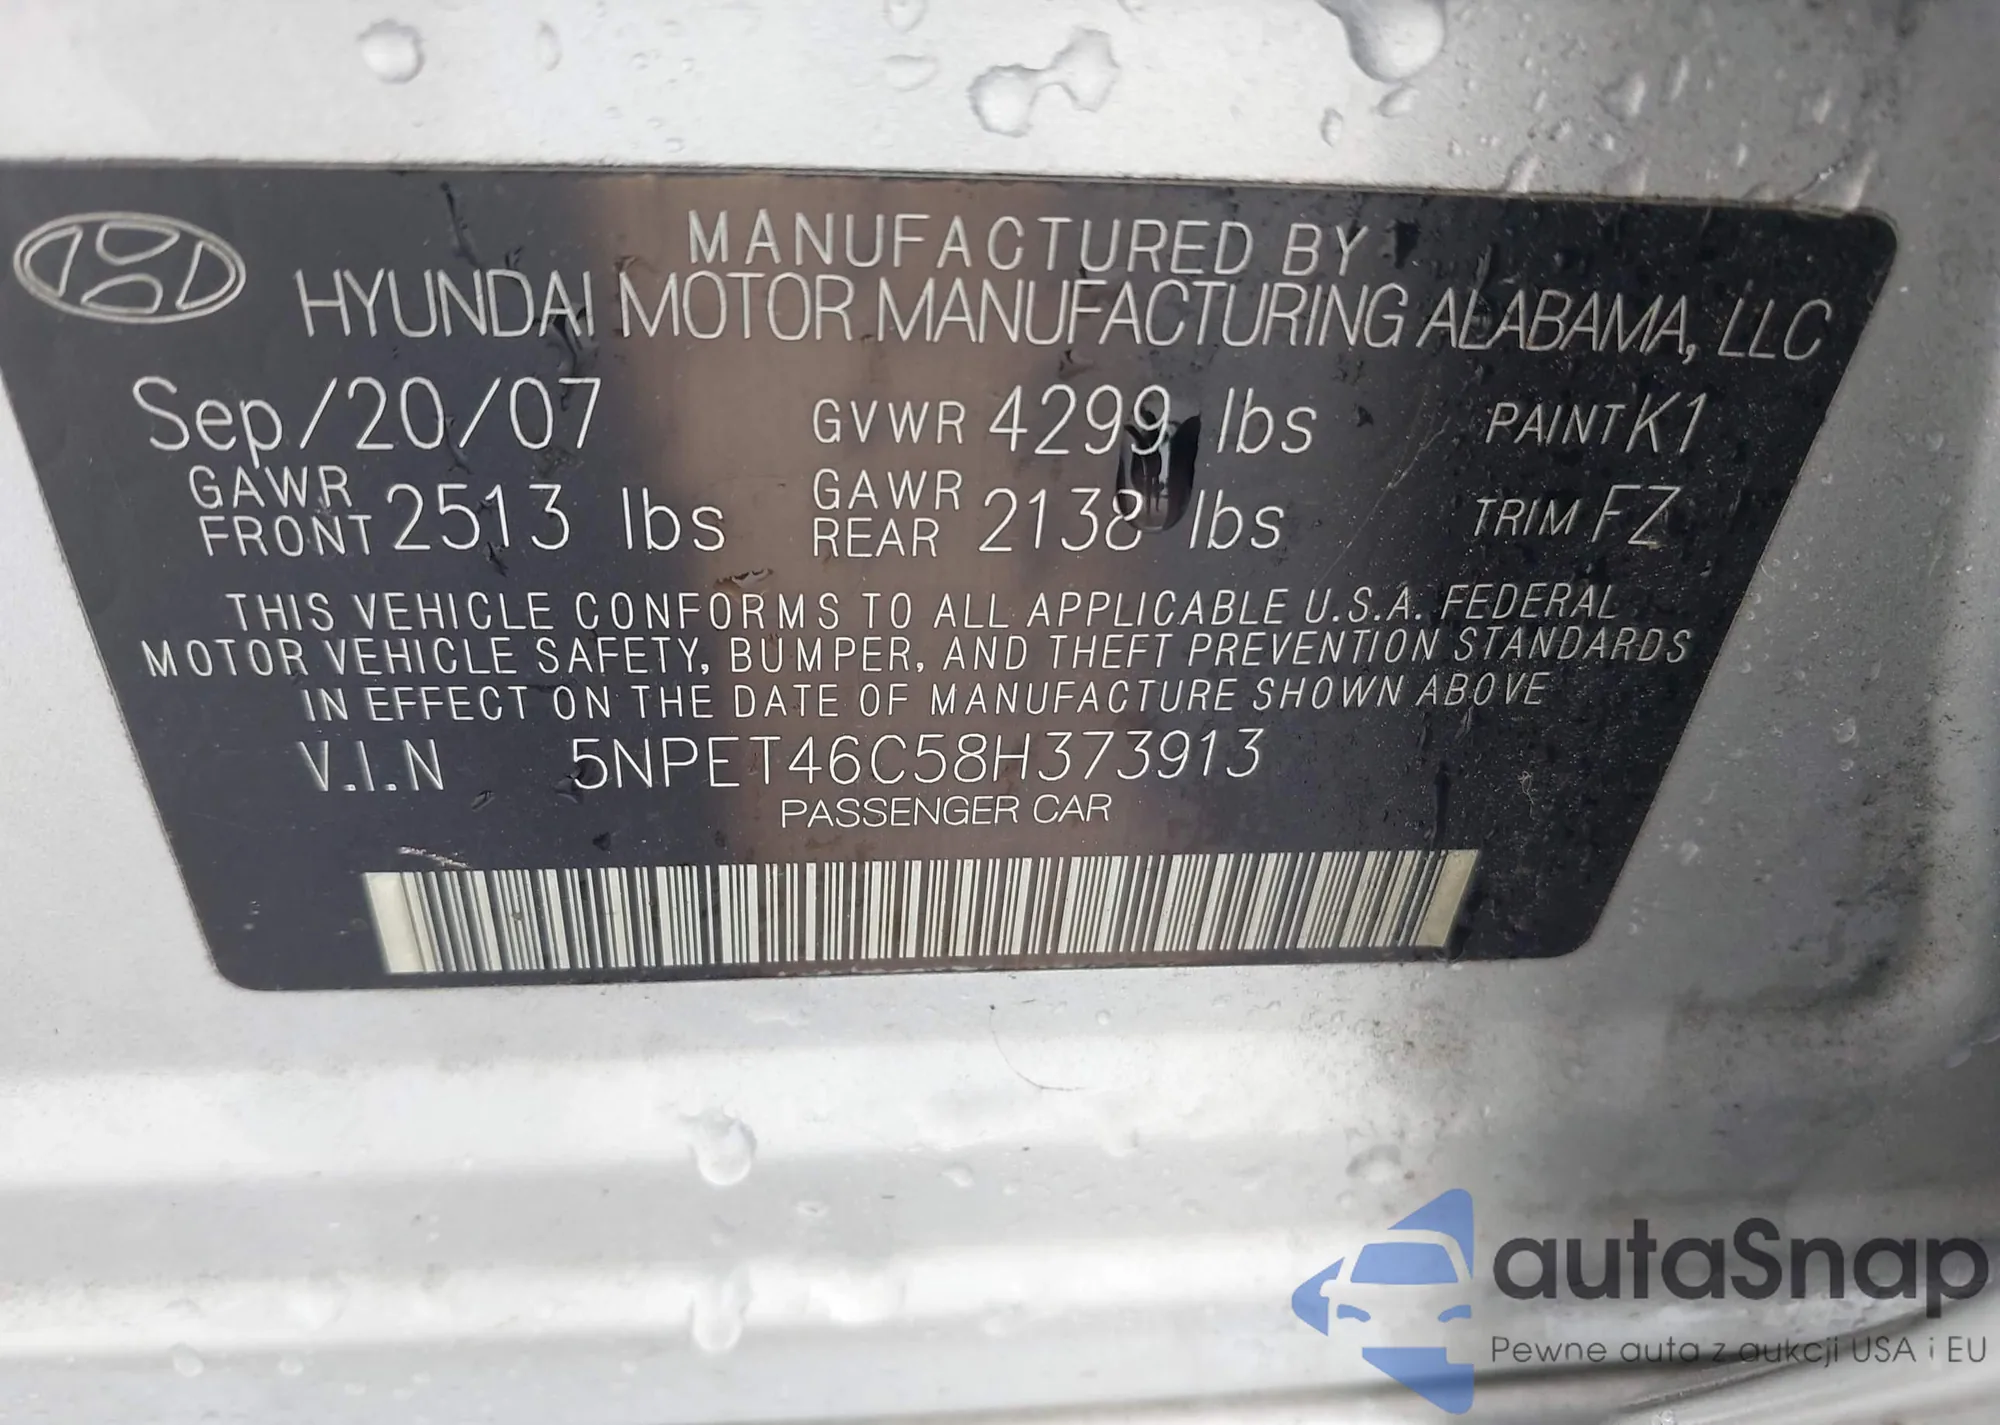 MANUFACTURED BY
HYUNDAI MOTOR MANUFACTURING ALABAMA, LLC
Sep/20/07 GVWR 4299 lbs PAINT K1
GAWR FRONT 2513 lbs GAWR REAR 2138 lbs TRIM FZ
THIS VEHICLE CONFORMS TO ALL APPLICABLE U.S.A. FEDERAL
MOTOR VEHICLE SAFETY, BUMPER, AND THEFT PREVENTION STANDARDS
IN EFFECT ON THE DATE OF MANUFACTURE SHOWN ABOVE
V.I.N 5NPET46C58H373913
PASSENGER CAR
autaSnap
Pewne auta z aukcji USA i EU